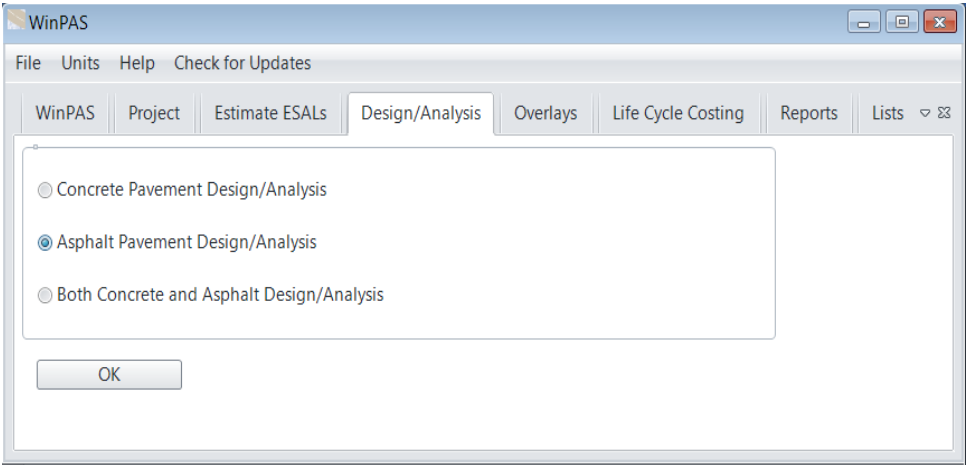 WinPAS
File Units Help Check for Updates
WinPAS Project Estimate ESALs Design/Analysis Overlays Life Cycle Costing Reports Lists
Concrete Pavement Design/Analysis
Asphalt Pavement Design/Analysis
Both Concrete and Asphalt Design/Analysis
OK